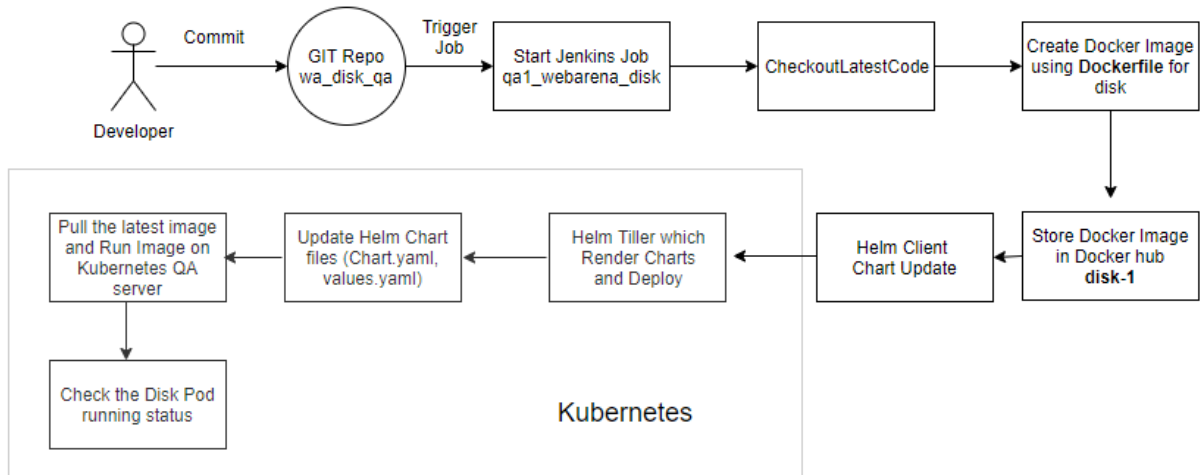 Commit
Developer
GIT Repo
wa_disk_qa
Trigger
Job
Start Jenkins Job
qa1_webarena_disk
CheckoutLatestCode
Create Docker Image
using Dockerfile for
disk
Store Docker Image
in Docker hub
disk-1
Helm Client
Chart Update
Helm Tiller which
Render Charts
and Deploy
Update Helm Chart
files (Chart.yaml,
values.yaml)
Pull the latest image
and Run Image on
Kubernetes QA
server
Check the Disk Pod
running status
Kubernetes